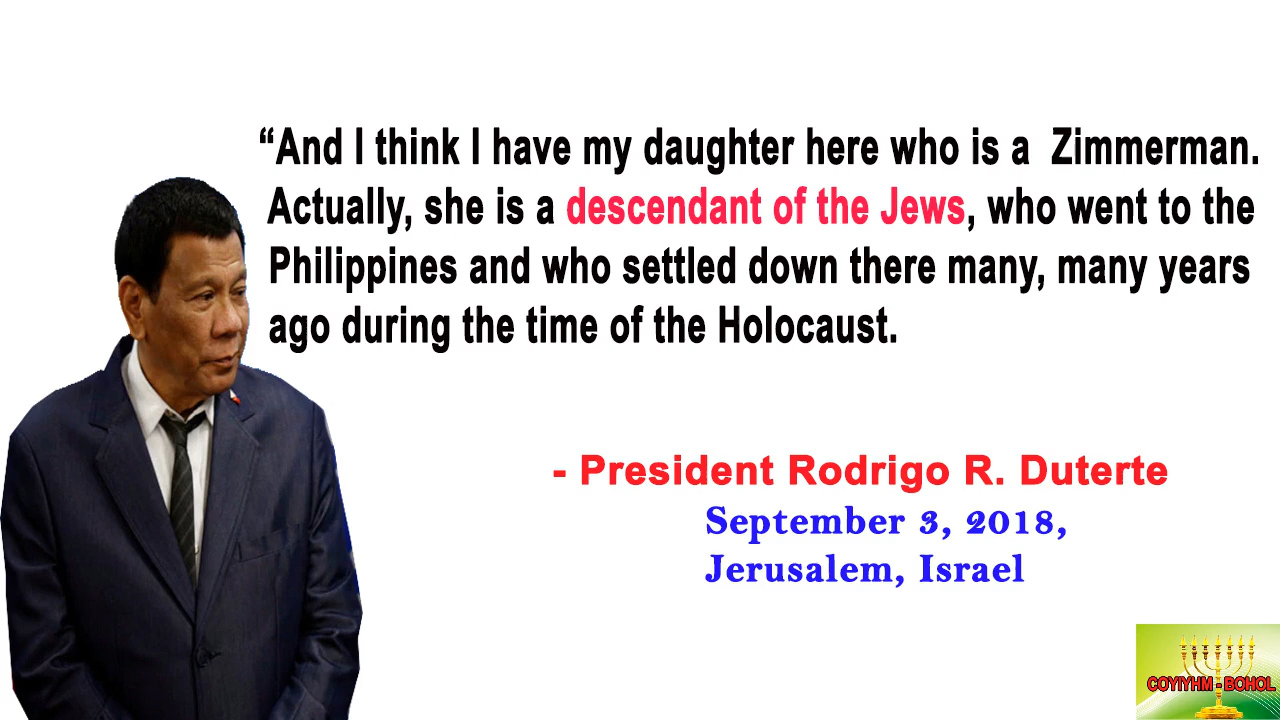 “And I think I have my daughter here who is a Zimmerman.
Actually, she is a descendant of the Jews, who went to the
Philippines and who settled down there many, many years
ago during the time of the Holocaust.
- President Rodrigo R. Duterte
September 3, 2018,
Jerusalem, Israel
COYIYHM - BOHOL